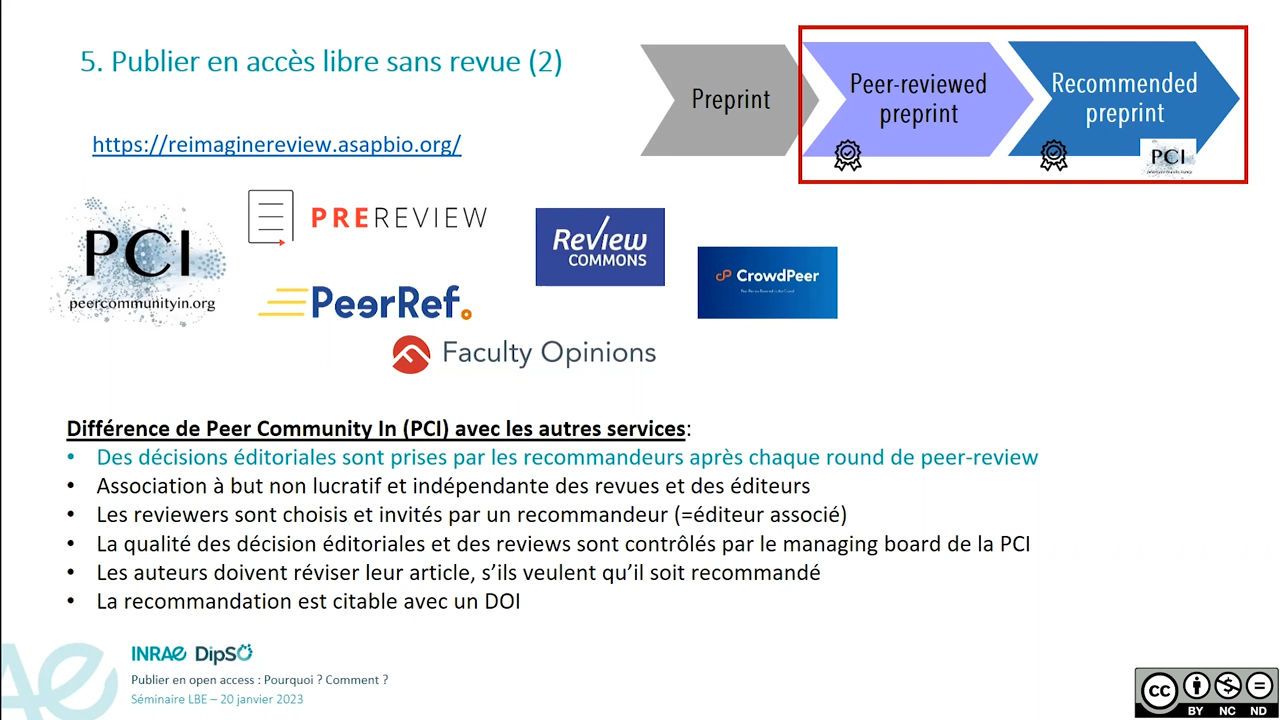 5. Publier en accès libre sans revue (2)
Preprint
Peer-reviewed
preprint
Recommended
preprint
PCI
https://reimaginereview.asapbio.org/
PCI
peercommunityin.org
PREREVIEW
Review
COMMONS
CrowdPeer
PeerRef.
Faculty Opinions
Différence de Peer Community In (PCI) avec les autres services:
• Des décisions éditoriales sont prises par les recommandeurs après chaque round de peer-review
• Association à but non lucratif et indépendante des revues et des éditeurs
• Les reviewers sont choisis et invités par un recommandeur (=éditeur associé)
• La qualité des décision éditoriales et des reviews sont contrôlés par le managing board de la PCI
• Les auteurs doivent réviser leur article, s’ils veulent qu’il soit recommandé
• La recommandation est citable avec un DOI
INRAE DipSO
Publier en open access : Pourquoi ? Comment ?
Séminaire LBE – 20 janvier 2023
cc
BY NC ND